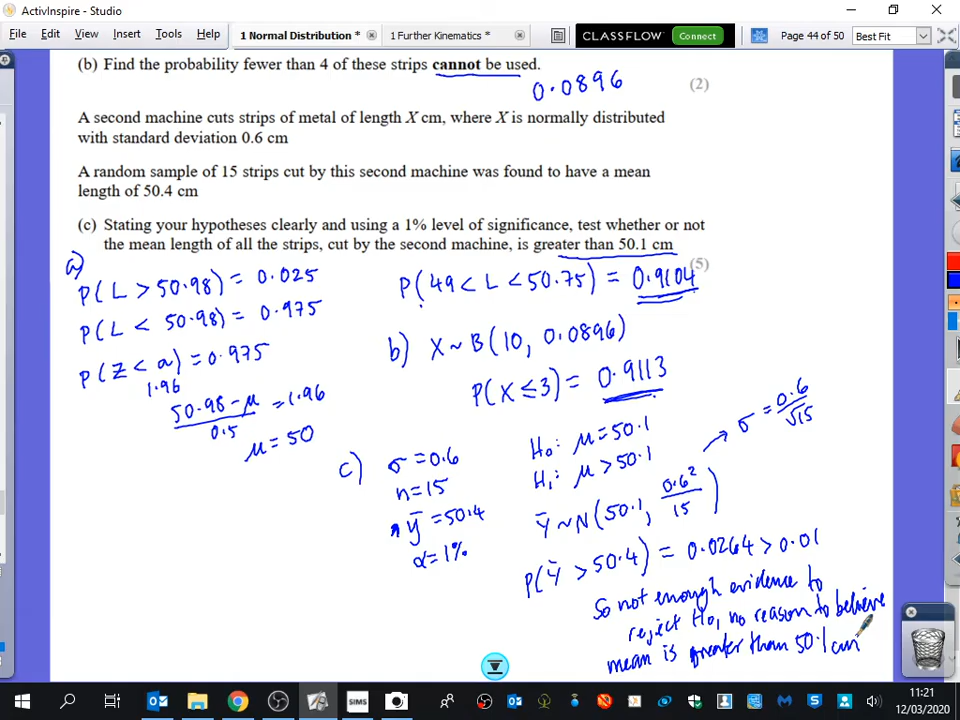 ActivInspire - Studio
File Edit View Insert Tools Help
1 Normal Distribution *
1 Further Kinematics *
CLASSFLOW Connect
Page 44 of 50
Best Fit
(b) Find the probability fewer than 4 of these strips cannot be used.
0.0896
(2)
A second machine cuts strips of metal of length X cm, where X is normally distributed
with standard deviation 0.6 cm
A random sample of 15 strips cut by this second machine was found to have a mean
length of 50.4 cm
(c) Stating your hypotheses clearly and using a 1% level of significance, test whether or not
the mean length of all the strips, cut by the second machine, is greater than 50.1 cm
(5)
a)
P(L > 50.98) = 0.025
P(L < 50.98) = 0.975
P(Z < a) = 0.975
1.96
50.98 - μ = 1.96
0.5
μ = 50
P(49 < L < 50.75) = 0.9104
b) X ~ B(10, 0.0896)
P(X ≤ 3) = 0.9113
c) σ = 0.6
n = 15
ȳ = 50.4
α = 1%
H₀: μ = 50.1
H₁: μ > 50.1
→ σ = 0.6/√15
Ȳ ~ N(50.1, 0.6²/15)
P(Ȳ > 50.4) = 0.0264 > 0.01
So not enough evidence to
reject H₀, no reason to believe
mean is greater than 50.1 cm
SIMS
11:21
12/03/2020